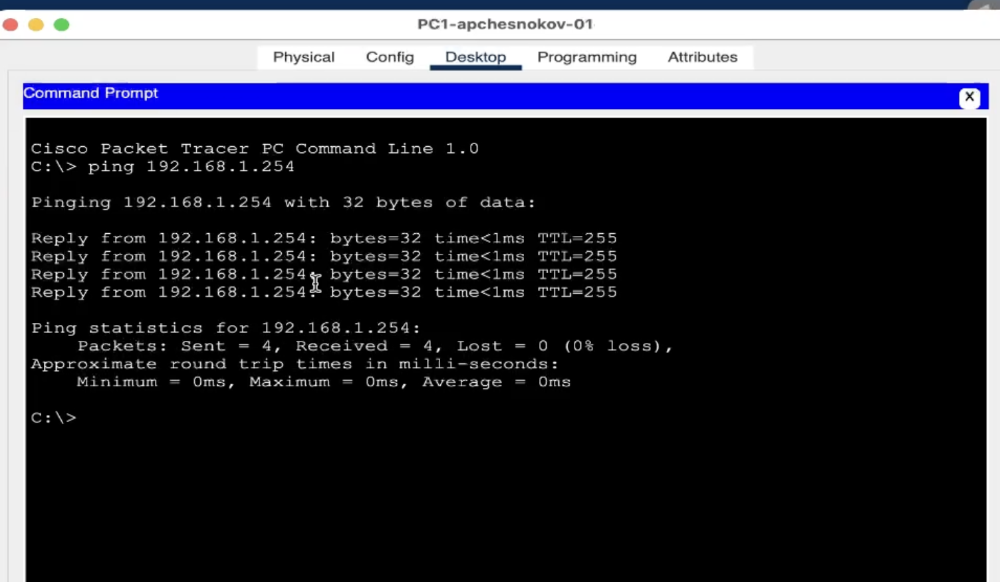 PC1-apchesnokov-01
Physical Config Desktop Programming Attributes
Command Prompt
X
Cisco Packet Tracer PC Command Line 1.0
C:\> ping 192.168.1.254
Pinging 192.168.1.254 with 32 bytes of data:
Reply from 192.168.1.254: bytes=32 time<1ms TTL=255
Reply from 192.168.1.254: bytes=32 time<1ms TTL=255
Reply from 192.168.1.254: bytes=32 time<1ms TTL=255
Reply from 192.168.1.254: bytes=32 time<1ms TTL=255
Ping statistics for 192.168.1.254:
Packets: Sent = 4, Received = 4, Lost = 0 (0% loss),
Approximate round trip times in milli-seconds:
Minimum = 0ms, Maximum = 0ms, Average = 0ms
C:\>